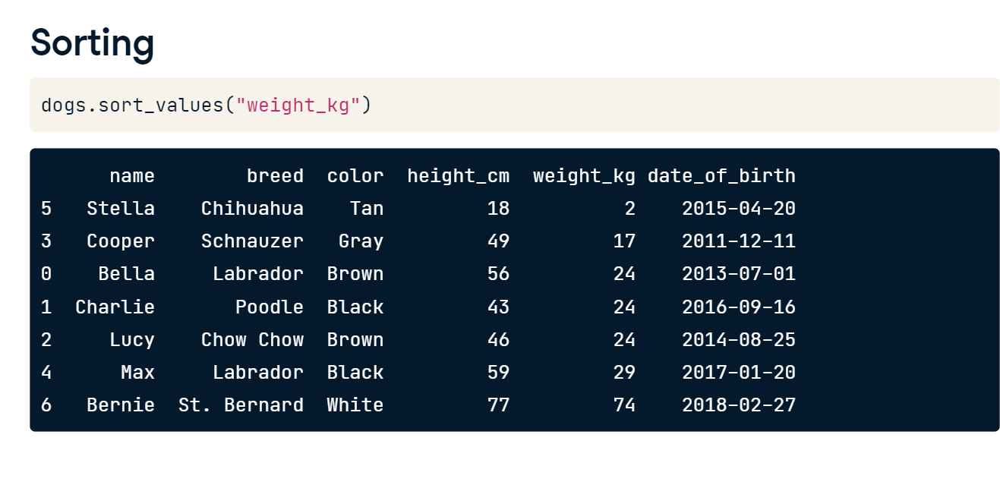 Sorting
dogs.sort_values("weight_kg")
name breed color height_cm weight_kg date_of_birth
5 Stella Chihuahua Tan 18 2 2015-04-20
3 Cooper Schnauzer Gray 49 17 2011-12-11
0 Bella Labrador Brown 56 24 2013-07-01
1 Charlie Poodle Black 43 24 2016-09-16
2 Lucy Chow Chow Brown 46 24 2014-08-25
4 Max Labrador Black 59 29 2017-01-20
6 Bernie St. Bernard White 77 74 2018-02-27